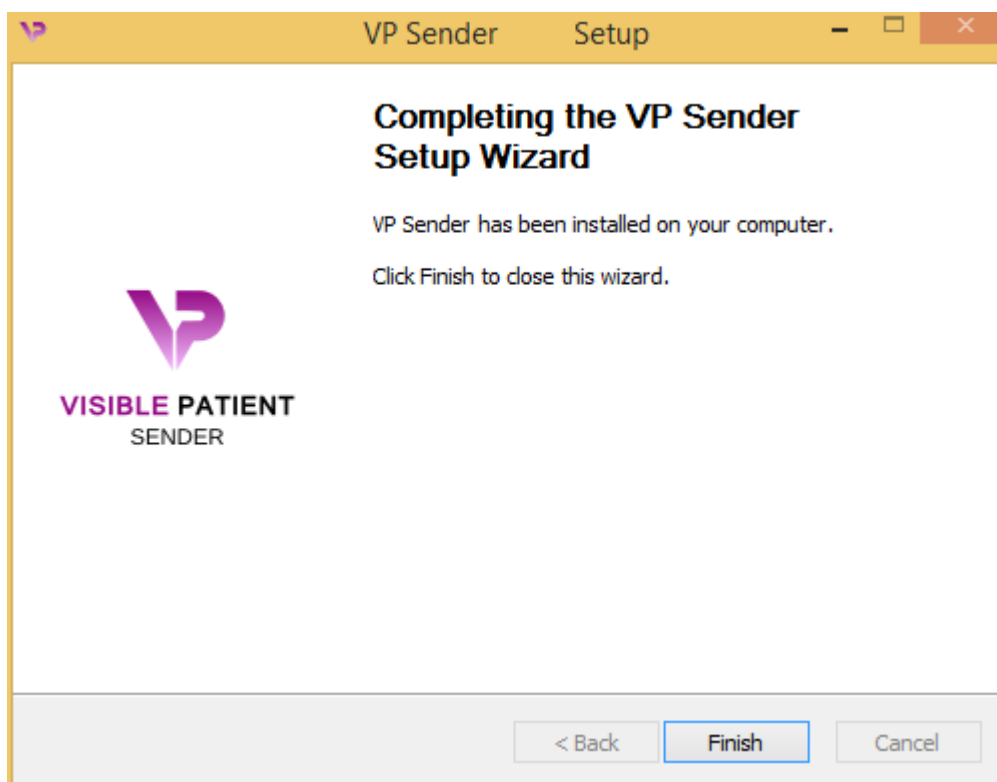 VP
VP Sender Setup
Completing the VP Sender
Setup Wizard
VP Sender has been installed on your computer.
Click Finish to close this wizard.
VP
VISIBLE PATIENT
SENDER
< Back
Finish
Cancel